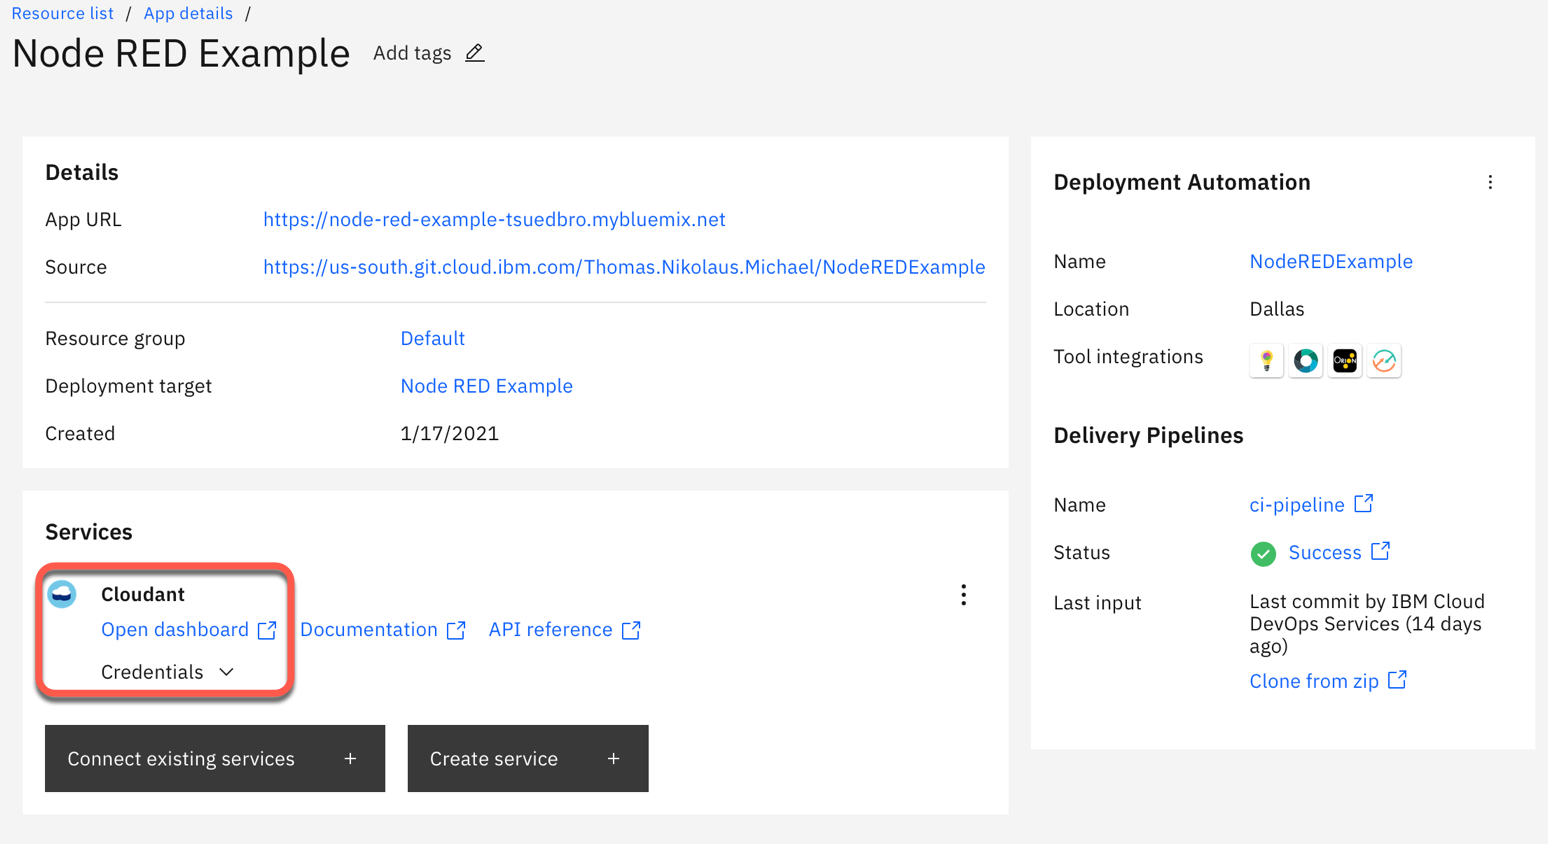 Resource list / App details /
Node RED Example Add tags
Details
App URL https://node-red-example-tsuedbro.mybluemix.net
Source https://us-south.git.cloud.ibm.com/Thomas.Nikolaus.Michael/NodeREDExample
Resource group Default
Deployment target Node RED Example
Created 1/17/2021
Services
Cloudant
Open dashboard Documentation API reference
Credentials
Connect existing services +
Create service +
Deployment Automation
Name NodeREDExample
Location Dallas
Tool integrations ORION
Delivery Pipelines
Name ci-pipeline
Status Success
Last input Last commit by IBM Cloud
DevOps Services (14 days
ago)
Clone from zip